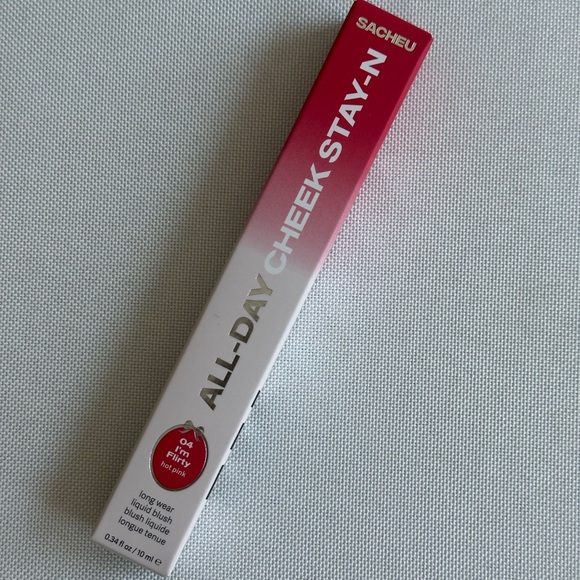 SACHEU
ALL-DAY CHEEK STAY-N
04
I'm
Flirty
hot pink
long wear
liquid blush
blush liquide
longue tenue
0.34 fl oz / 10 ml ℮